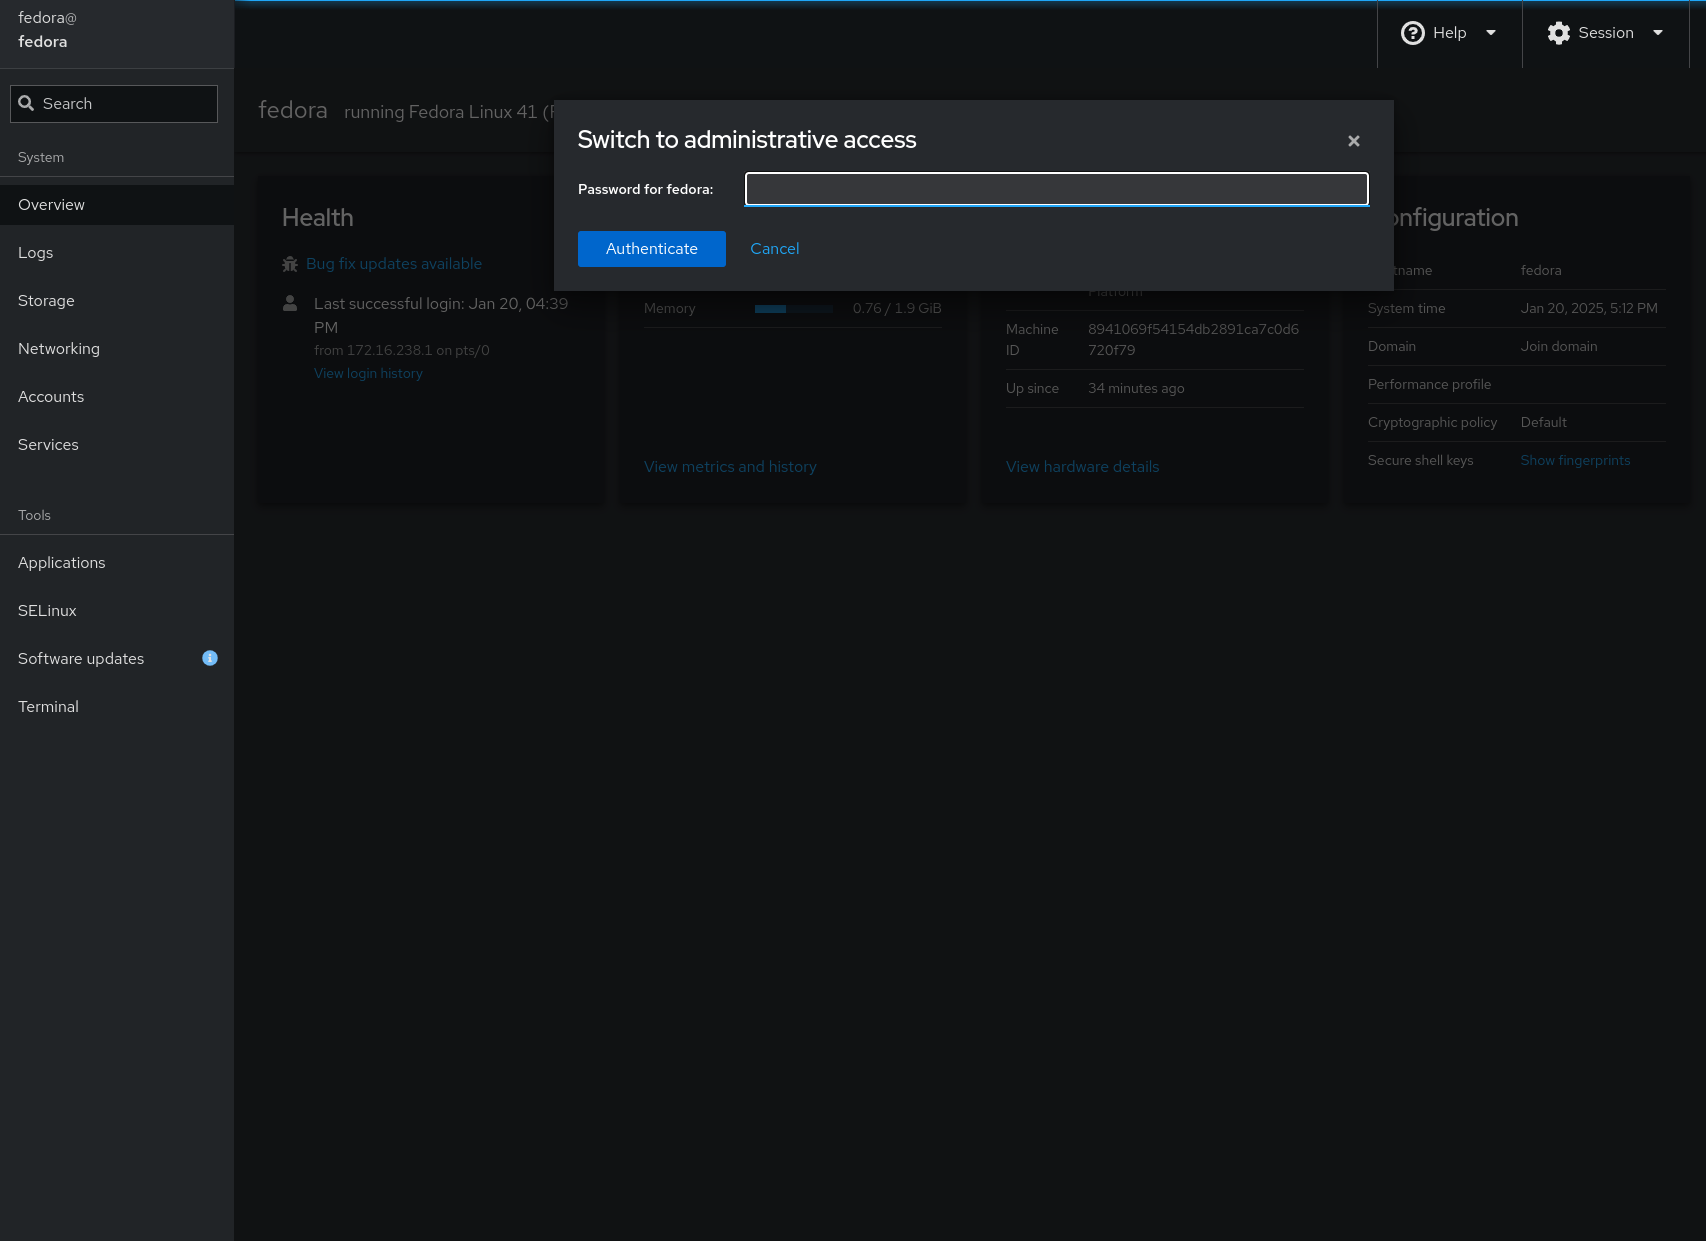 fedora@
fedora
Help
Session
Search
System
Overview
Logs
Storage
Networking
Accounts
Services
Tools
Applications
SELinux
Software updates
Terminal
fedora running Fedora Linux 41
Switch to administrative access
Password for fedora:
Authenticate Cancel
Health
Bug fix updates available
Last successful login: Jan 20, 04:39
PM
from 172.16.238.1 on pts/0
View login history
Memory 0.76 / 1.9 GiB
View metrics and history
Platform
Machine 8941069f54154db2891ca7c0d6
ID 720f79
Up since 34 minutes ago
View hardware details
onfiguration
tname fedora
System time Jan 20, 2025, 5:12 PM
Domain Join domain
Performance profile
Cryptographic policy Default
Secure shell keys Show fingerprints